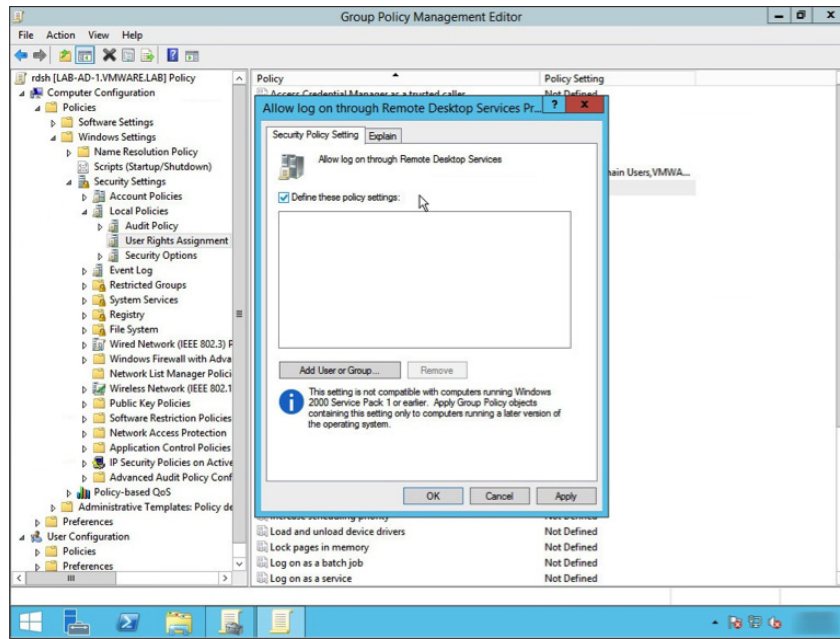 Group Policy Management Editor
File Action View Help
rdsh [LAB-AD-1.VMWARE.LAB] Policy
Computer Configuration
Policies
Software Settings
Windows Settings
Name Resolution Policy
Scripts (Startup/Shutdown)
Security Settings
Account Policies
Local Policies
Audit Policy
User Rights Assignment
Security Options
Event Log
Restricted Groups
System Services
Registry
File System
Wired Network (IEEE 802.3) P
Windows Firewall with Adva
Network List Manager Polici
Wireless Network (IEEE 802.1
Public Key Policies
Software Restriction Policies
Network Access Protection
Application Control Policies
IP Security Policies on Active
Advanced Audit Policy Conf
Policy-based QoS
Administrative Templates: Policy de
Preferences
User Configuration
Policies
Preferences
Policy Policy Setting
Access Credential Manager as a trusted caller Not Defined
main Users,VMWA...
Allow log on through Remote Desktop Services Pr...
? x
Security Policy Setting Explain
Allow log on through Remote Desktop Services
Define these policy settings:
Add User or Group... Remove
This setting is not compatible with computers running Windows
2000 Service Pack 1 or earlier. Apply Group Policy objects
containing this setting only to computers running a later version of
the operating system.
OK Cancel Apply
Increase scheduling priority Not Defined
Load and unload device drivers Not Defined
Lock pages in memory Not Defined
Log on as a batch job Not Defined
Log on as a service Not Defined